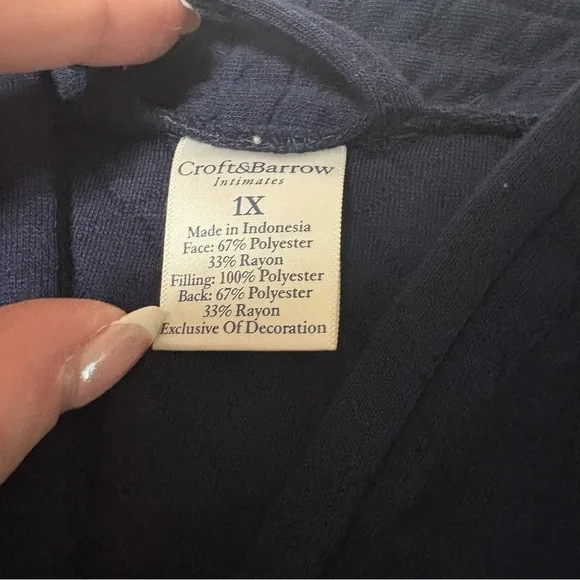 Croft&Barrow
Intimates
1X
Made in Indonesia
Face: 67% Polyester
33% Rayon
Filling: 100% Polyester
Back: 67% Polyester
33% Rayon
Exclusive Of Decoration